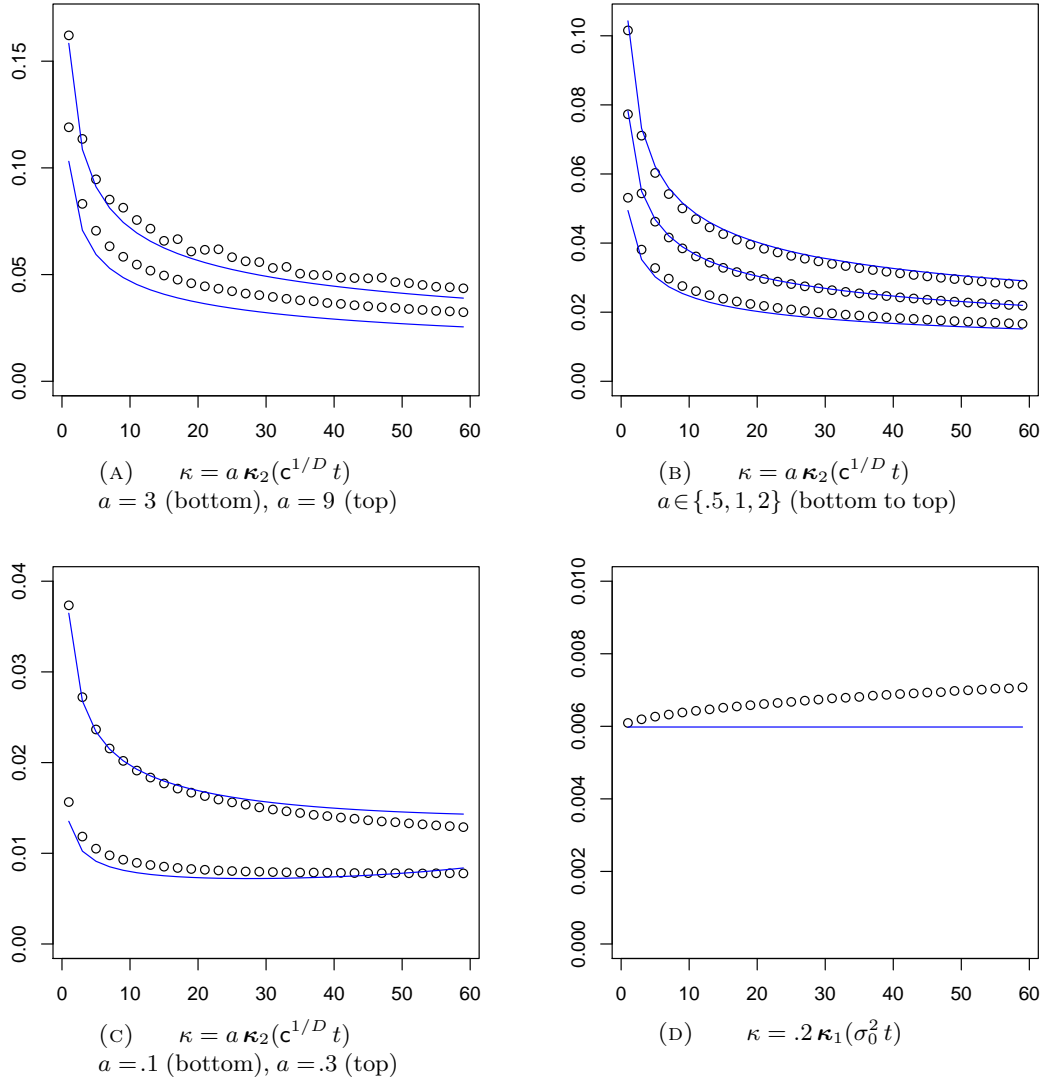 0.15
0.10
0.05
0.00
0 10 20 30 40 50 60
(A) κ = a κ₂(c^{1/D} t)
a = 3 (bottom), a = 9 (top)
0.10
0.08
0.06
0.04
0.02
0.00
0 10 20 30 40 50 60
(B) κ = a κ₂(c^{1/D} t)
a ∈ {.5, 1, 2} (bottom to top)
0.04
0.03
0.02
0.01
0.00
0 10 20 30 40 50 60
(C) κ = a κ₂(c^{1/D} t)
a = .1 (bottom), a = .3 (top)
0.010
0.008
0.006
0.004
0.002
0.000
0 10 20 30 40 50 60
(D) κ = .2 κ₁(σ₀² t)